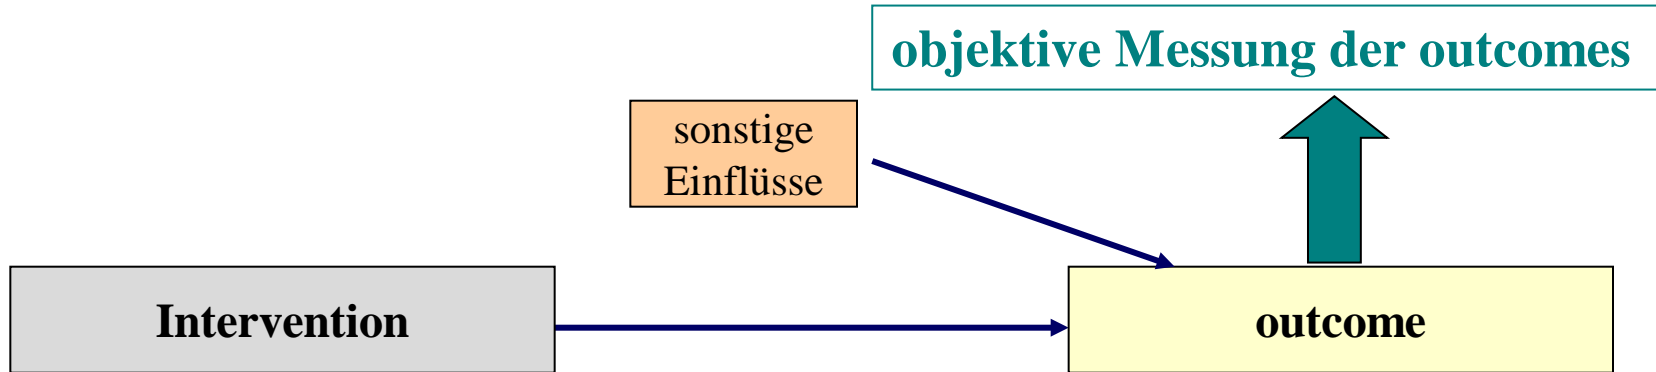 objektive Messung der outcomes
sonstige
Einflüsse
Intervention
outcome